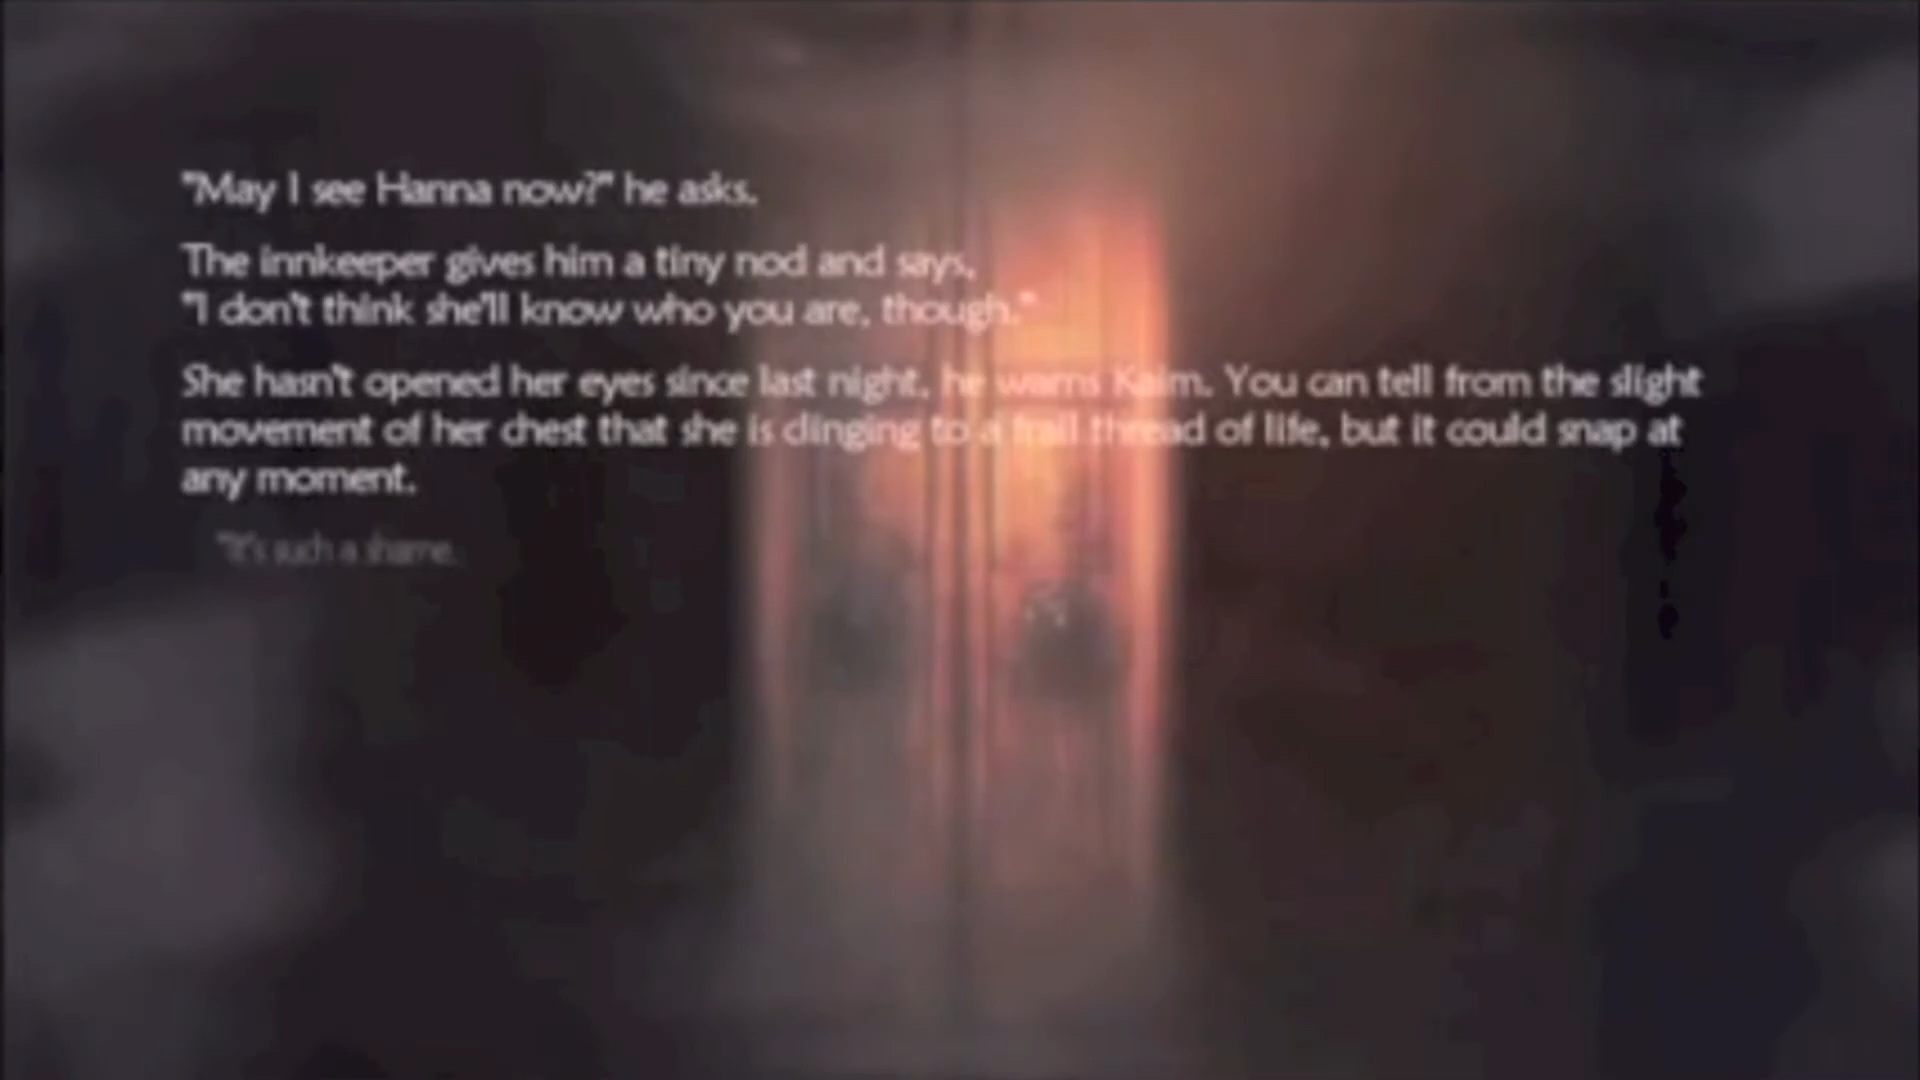 "May I see Hanna now?" he asks.
The innkeeper gives him a tiny nod and says,
"I don't think she'll know who you are, though."
She hasn't opened her eyes since last night, he warns Kaim. You can tell from the slight
movement of her chest that she is clinging to a frail thread of life, but it could snap at
any moment.
"It's such a shame.